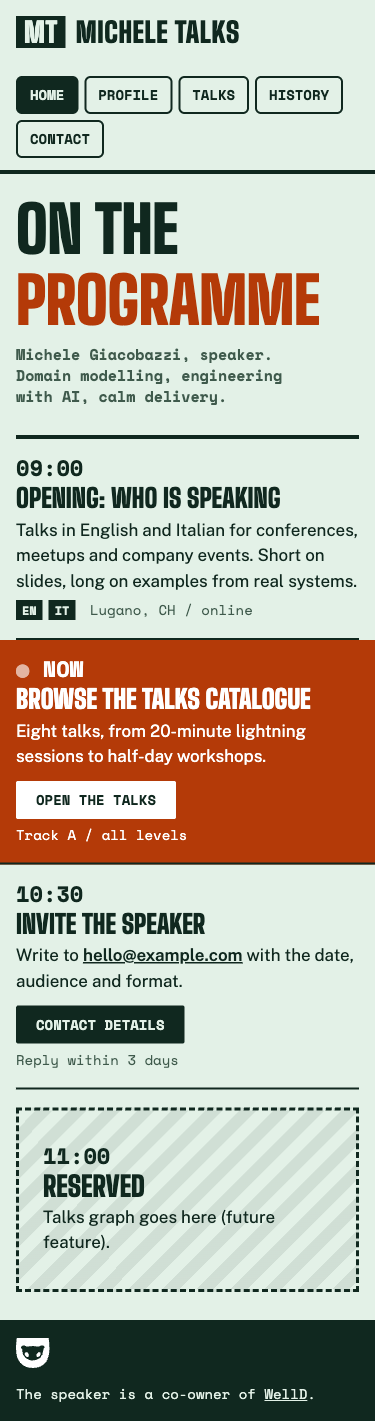 MT MICHELE TALKS
HOME PROFILE TALKS HISTORY
CONTACT
ON THE
PROGRAMME
Michele Giacobazzi, speaker.
Domain modelling, engineering
with AI, calm delivery.
09:00
OPENING: WHO IS SPEAKING
Talks in English and Italian for conferences,
meetups and company events. Short on
slides, long on examples from real systems.
EN IT Lugano, CH / online
NOW
BROWSE THE TALKS CATALOGUE
Eight talks, from 20-minute lightning
sessions to half-day workshops.
OPEN THE TALKS
Track A / all levels
10:30
INVITE THE SPEAKER
Write to hello@example.com with the date,
audience and format.
CONTACT DETAILS
Reply within 3 days
11:00
RESERVED
Talks graph goes here (future
feature).
The speaker is a co-owner of WellD.